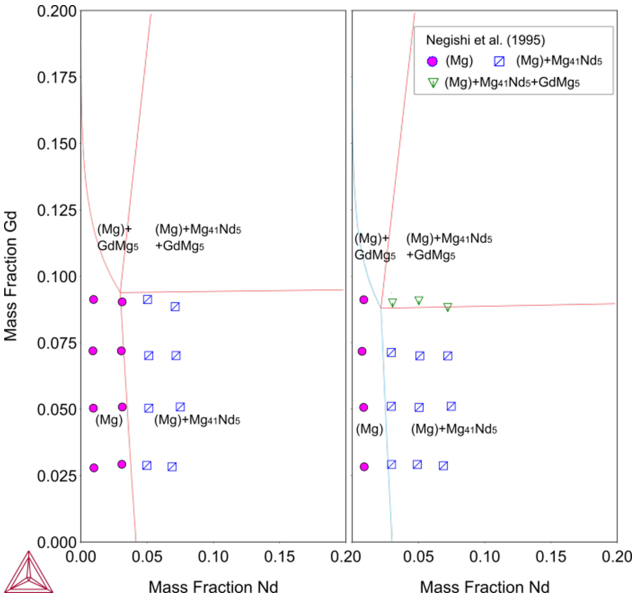 0.200
0.175
0.150
0.125
0.100
0.075
0.050
0.025
0.000
Mass Fraction Gd
(Mg)+
GdMg5
(Mg)+Mg41Nd5
+GdMg5
(Mg)
(Mg)+Mg41Nd5
0.00
0.05
0.10
0.15
0.20
Mass Fraction Nd
Negishi et al. (1995)
(Mg)
(Mg)+Mg41Nd5
(Mg)+Mg41Nd5+GdMg5
(Mg)+
GdMg5
(Mg)+Mg41Nd5
+GdMg5
(Mg)
(Mg)+Mg41Nd5
0.05
0.10
0.15
0.20
Mass Fraction Nd